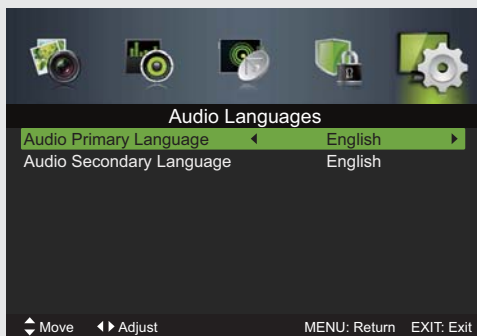 Audio Languages
Audio Primary Language English
Audio Secondary Language English
Move Adjust MENU: Return EXIT: Exit